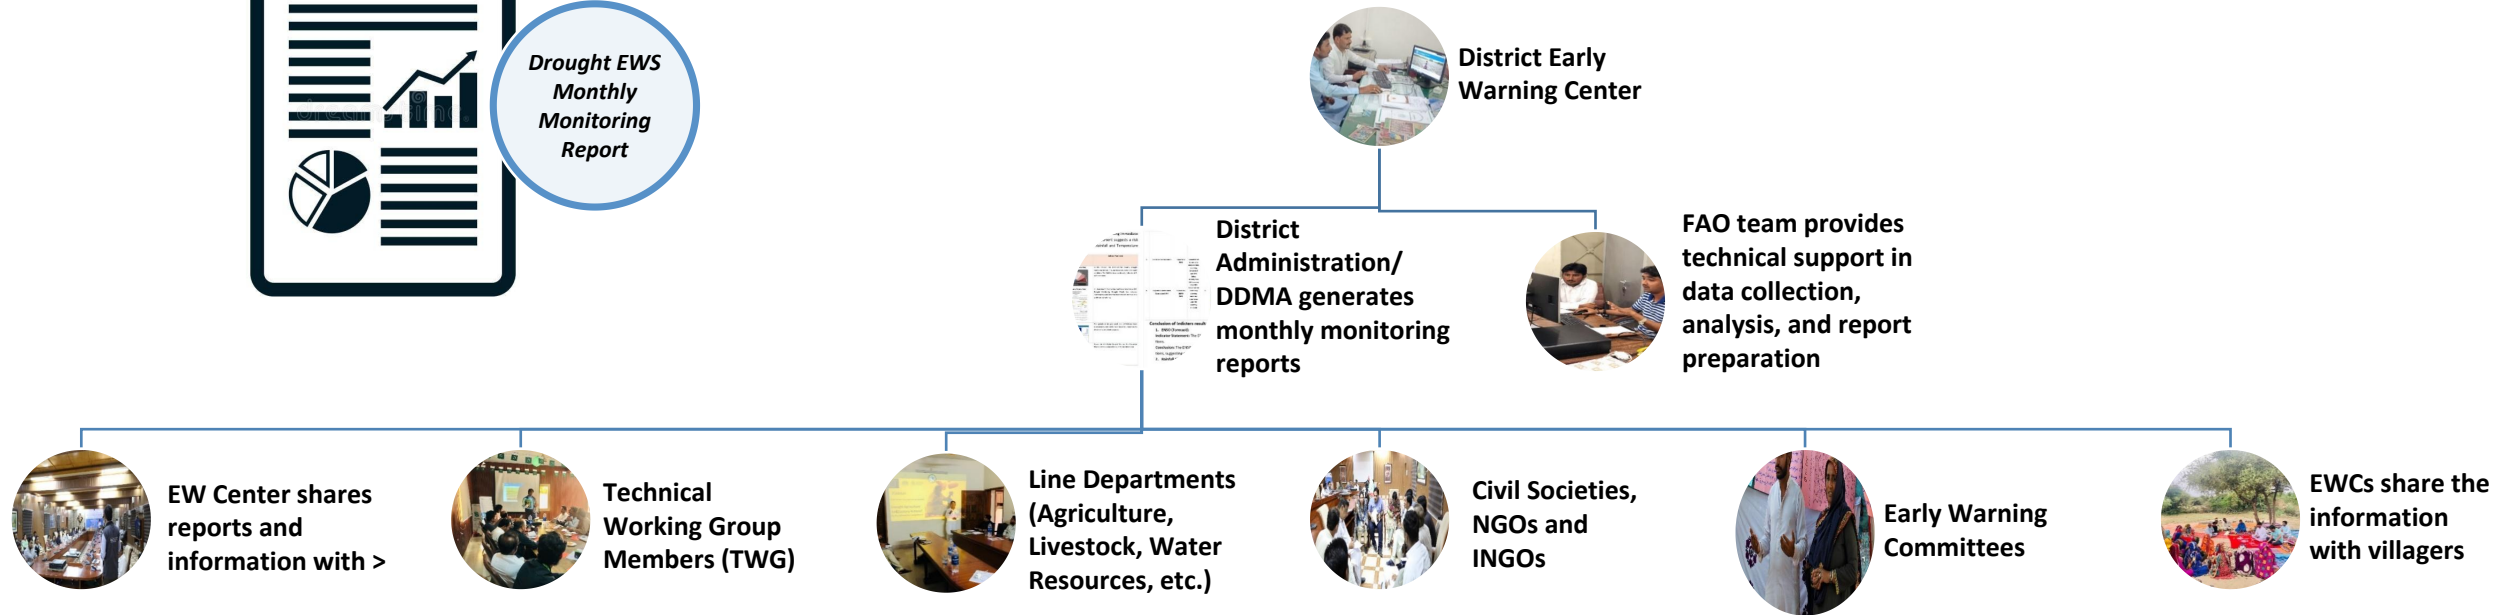 Drought EWS
Monthly
Monitoring
Report
District Early
Warning Center
District
Administration/
DDMA generates
monthly monitoring
reports
FAO team provides
technical support in
data collection,
analysis, and report
preparation
EW Center shares
reports and
information with >
Technical
Working Group
Members (TWG)
Line Departments
(Agriculture,
Livestock, Water
Resources, etc.)
Civil Societies,
NGOs and
INGOs
Early Warning
Committees
EWCs share the
information
with villagers